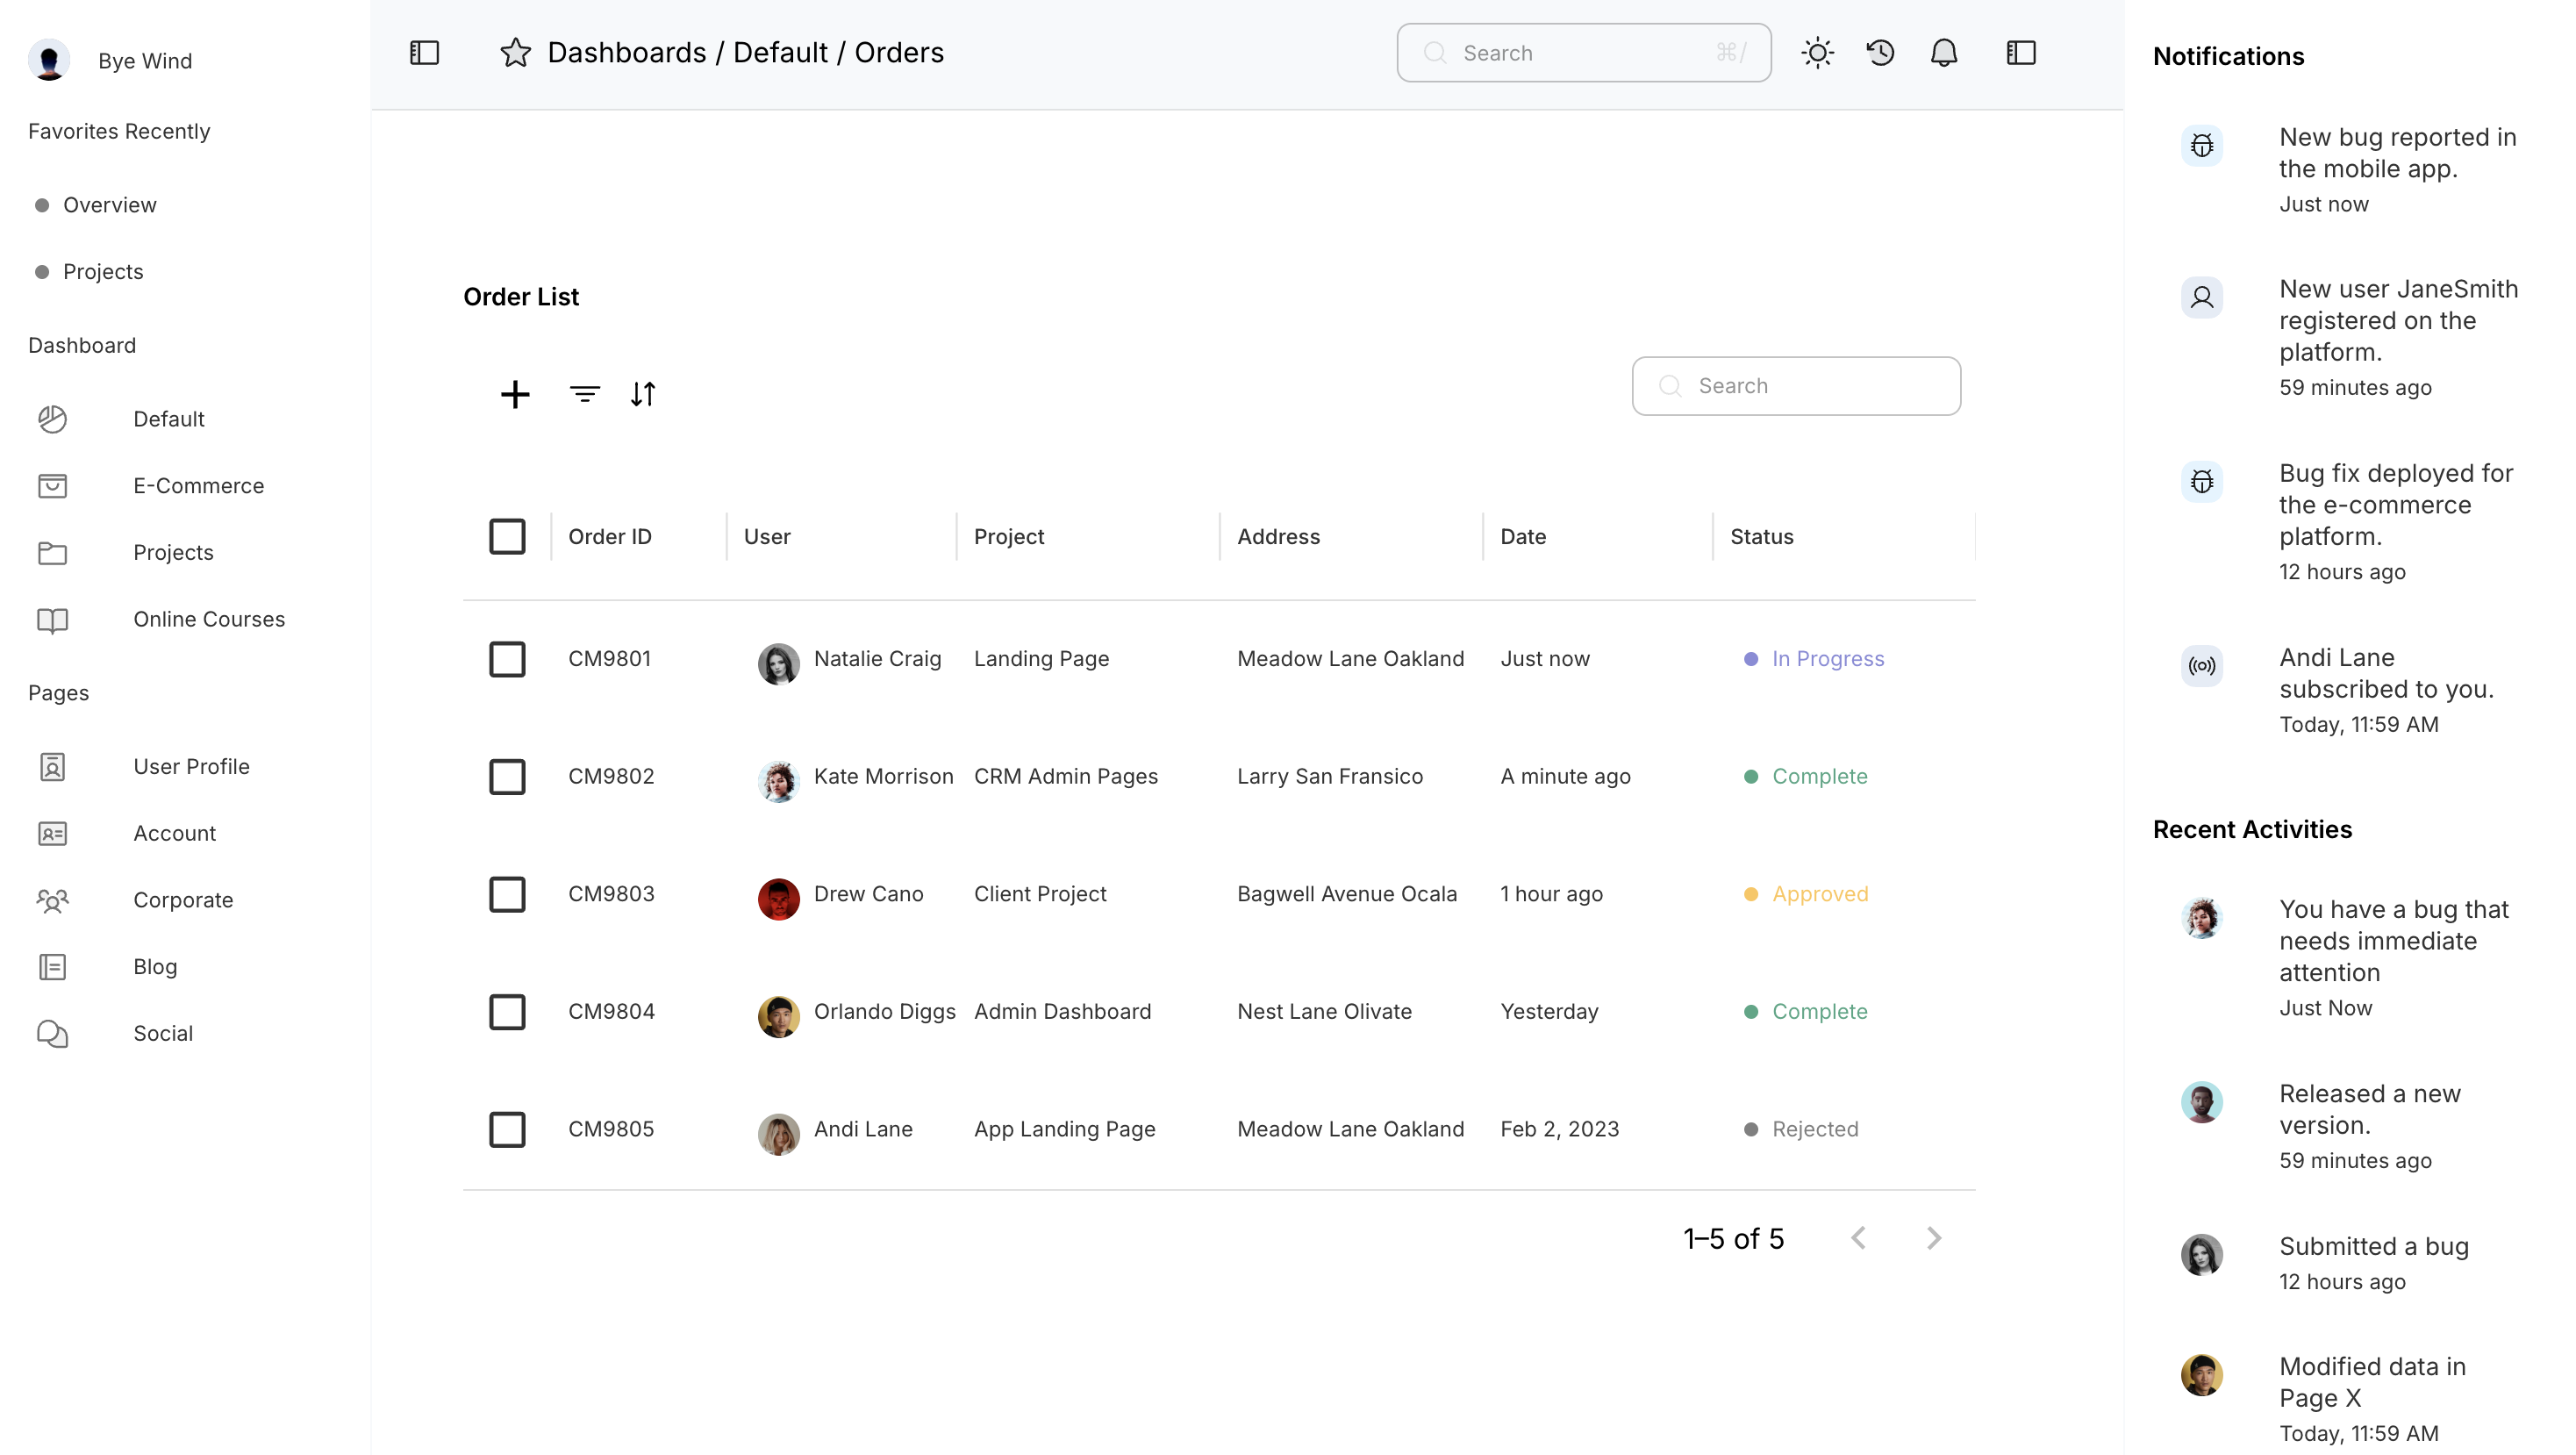 Bye Wind
Favorites Recently
Overview
Projects
Dashboard
Default
E-Commerce
Projects
Online Courses
Pages
User Profile
Account
Corporate
Blog
Social
Dashboards / Default / Orders
Search ⌘/
Order List
Search
Order ID User Project Address Date Status
CM9801 Natalie Craig Landing Page Meadow Lane Oakland Just now In Progress
CM9802 Kate Morrison CRM Admin Pages Larry San Fransico A minute ago Complete
CM9803 Drew Cano Client Project Bagwell Avenue Ocala 1 hour ago Approved
CM9804 Orlando Diggs Admin Dashboard Nest Lane Olivate Yesterday Complete
CM9805 Andi Lane App Landing Page Meadow Lane Oakland Feb 2, 2023 Rejected
1–5 of 5
Notifications
New bug reported in
the mobile app.
Just now
New user JaneSmith
registered on the
platform.
59 minutes ago
Bug fix deployed for
the e-commerce
platform.
12 hours ago
Andi Lane
subscribed to you.
Today, 11:59 AM
Recent Activities
You have a bug that
needs immediate
attention
Just Now
Released a new
version.
59 minutes ago
Submitted a bug
12 hours ago
Modified data in
Page X
Today, 11:59 AM